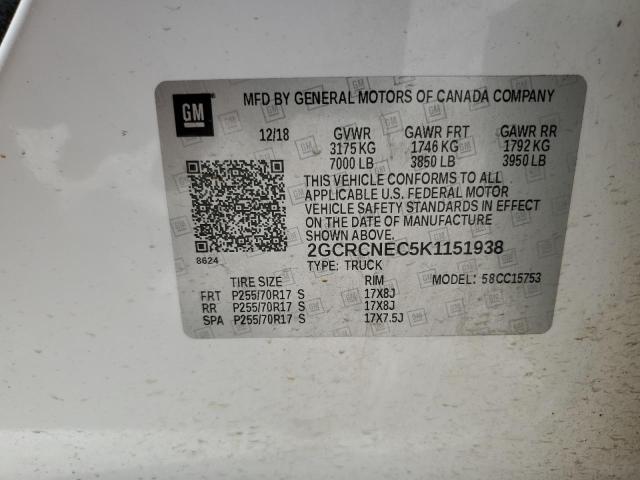 GM
MFD BY GENERAL MOTORS OF CANADA COMPANY
12/18 GVWR GAWR FRT GAWR RR
3175 KG 1746 KG 1792 KG
7000 LB 3850 LB 3950 LB
THIS VEHICLE CONFORMS TO ALL
APPLICABLE U.S. FEDERAL MOTOR
VEHICLE SAFETY STANDARDS IN EFFECT
ON THE DATE OF MANUFACTURE
SHOWN ABOVE.
8624
2GCRCNEC5K1151938
TYPE: TRUCK MODEL: 58CC15753
TIRE SIZE RIM
FRT P255/70R17 S 17X8J
RR P255/70R17 S 17X8J
SPA P255/70R17 S 17X7.5J